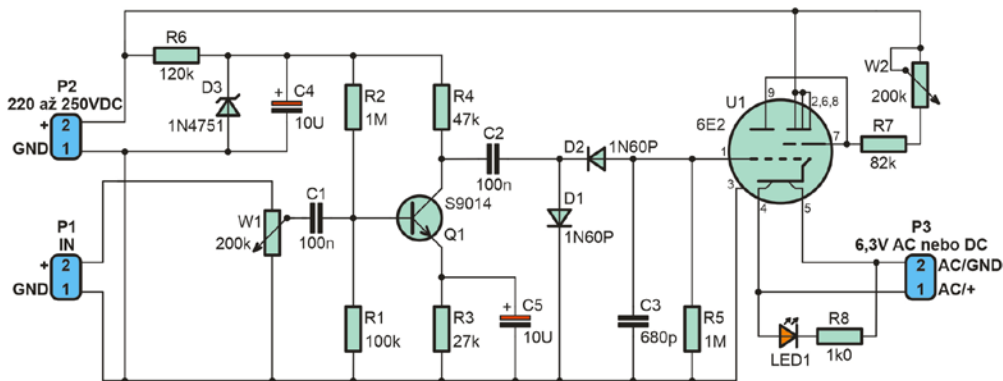 P2
220 až 250VDC
+ 2
GND 1
R6
120k
D3
1N4751
+ C4
10U
R2
1M
R4
47k
C2
100n
D2 1N60P
D1
1N60P
U1
6E2
9
2,6,8
7
1
3
4
5
W2
200k
R7
82k
P1
IN
+ 2
GND 1
W1
200k
C1
100n
S9014
Q1
R1
100k
R3
27k
+ C5
10U
C3
680p
R5
1M
P3
6,3V AC nebo DC
2 AC/GND
1 AC/+
LED1
R8
1k0